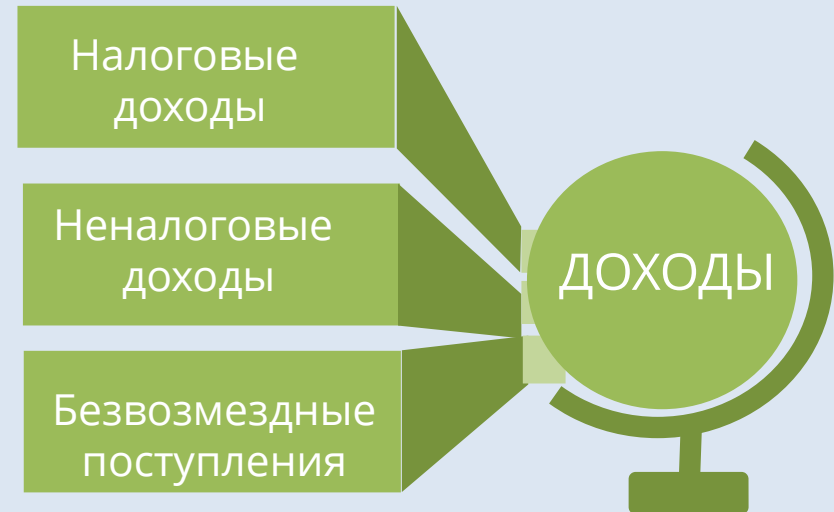 Налоговые
доходы
Неналоговые
доходы
Безвозмездные
поступления
ДОХОДЫ